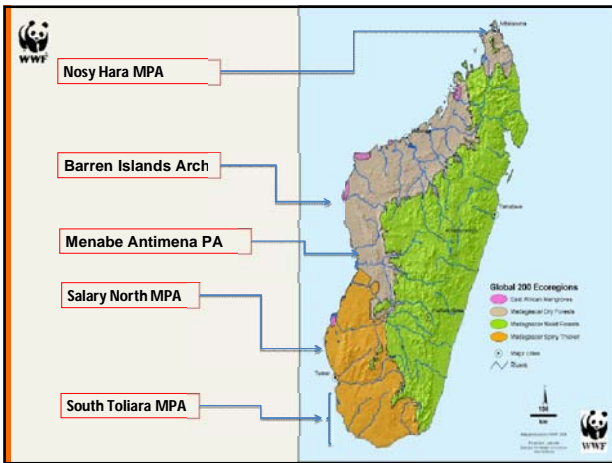 WWF
Nosy Hara MPA
Barren Islands Arch
Menabe Antimena PA
Salary North MPA
South Toliara MPA
Global 200 Ecoregions
East African Mangroves
Madagascar Dry Forests
Madagascar Moist Forests
Madagascar Spiny Thicket
Major cities
Rivers
100
km
WWF